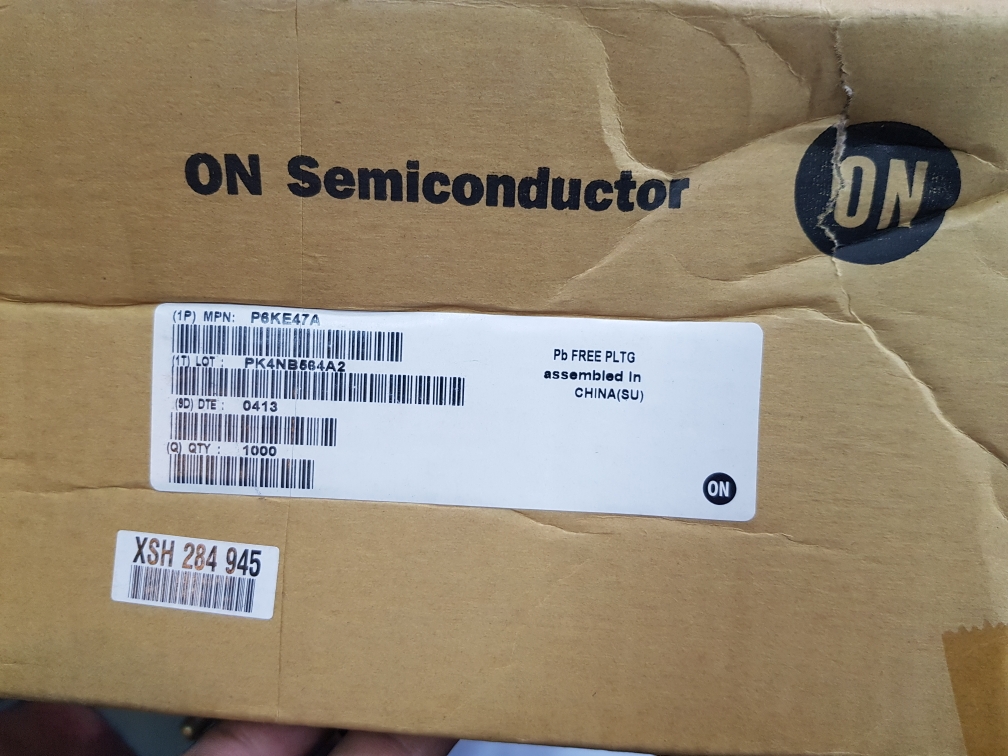 ON Semiconductor
ON
(1P) MPN: P6KE47A
(1T) LOT : PK4NB564A2
(9D) DTE : 0413
(Q) QTY : 1000
Pb FREE PLTG
assembled in
CHINA(SU)
ON
XSH 284 945